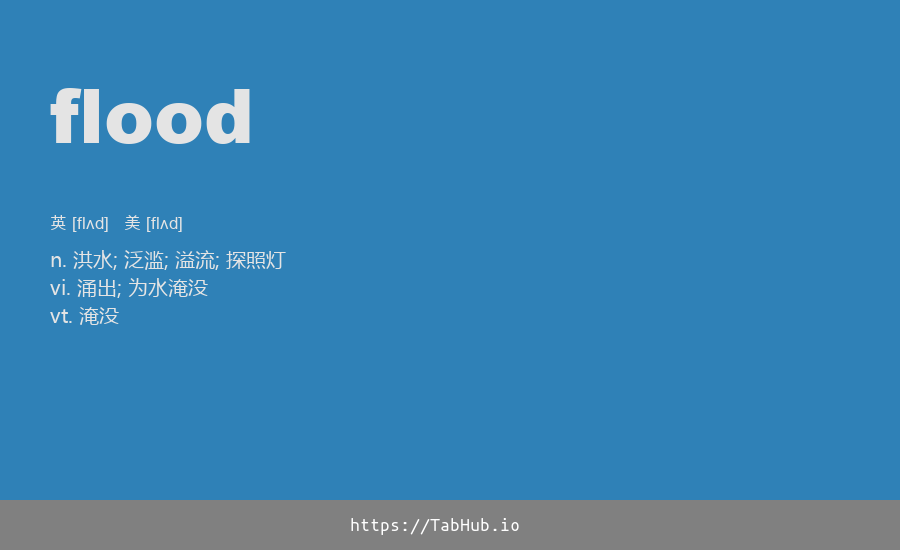 flood
英 [flʌd] 美 [flʌd]
n. 洪水; 泛滥; 溢流; 探照灯
vi. 涌出; 为水淹没
vt. 淹没
https://TabHub.io